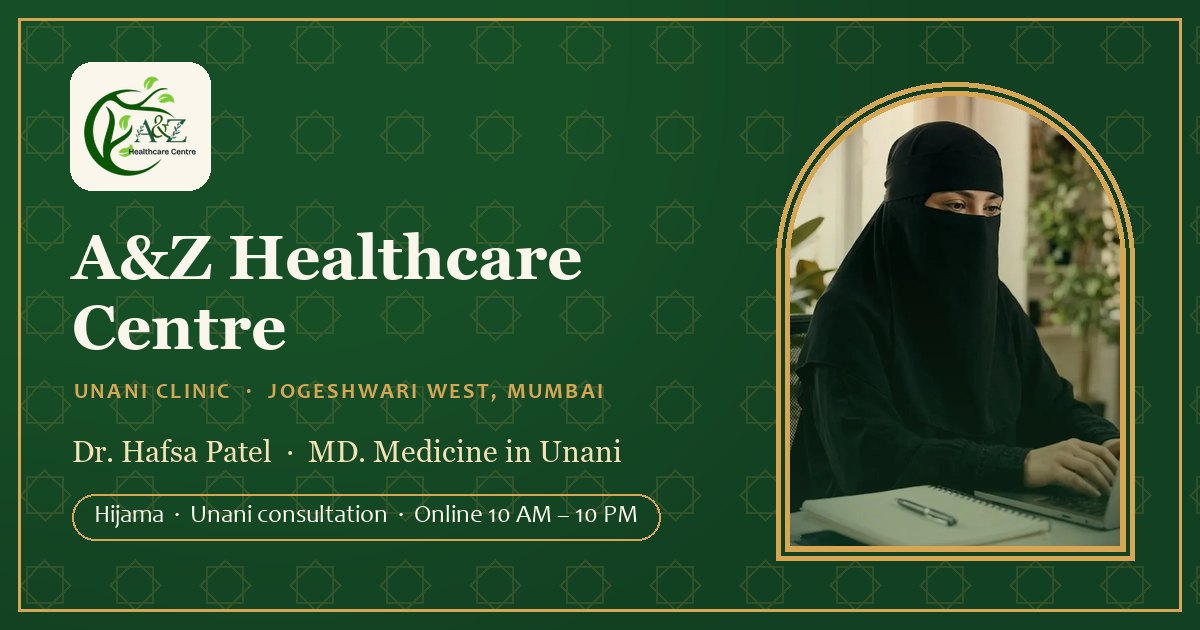 A&Z
Healthcare Centre
A&Z Healthcare
Centre
UNANI CLINIC · JOGESHWARI WEST, MUMBAI
Dr. Hafsa Patel · MD. Medicine in Unani
Hijama · Unani consultation · Online 10 AM – 10 PM